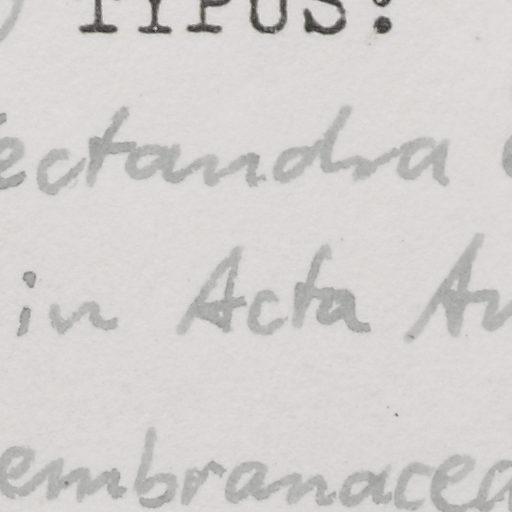 TYPUS:
ectandra
in Acta A
embranacea